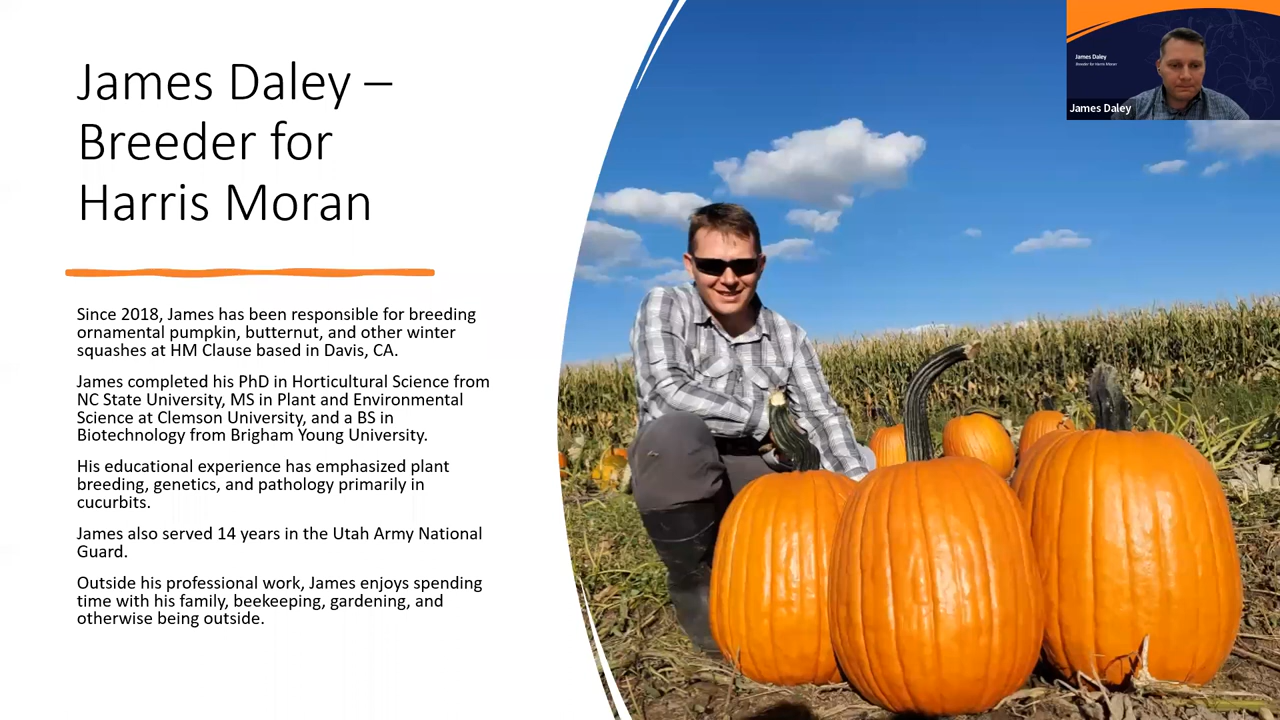 James Daley –
Breeder for
Harris Moran
Since 2018, James has been responsible for breeding
ornamental pumpkin, butternut, and other winter
squashes at HM Clause based in Davis, CA.
James completed his PhD in Horticultural Science from
NC State University, MS in Plant and Environmental
Science at Clemson University, and a BS in
Biotechnology from Brigham Young University.
His educational experience has emphasized plant
breeding, genetics, and pathology primarily in
cucurbits.
James also served 14 years in the Utah Army National
Guard.
Outside his professional work, James enjoys spending
time with his family, beekeeping, gardening, and
otherwise being outside.
James Daley
Breeder for Harris Moran
James Daley